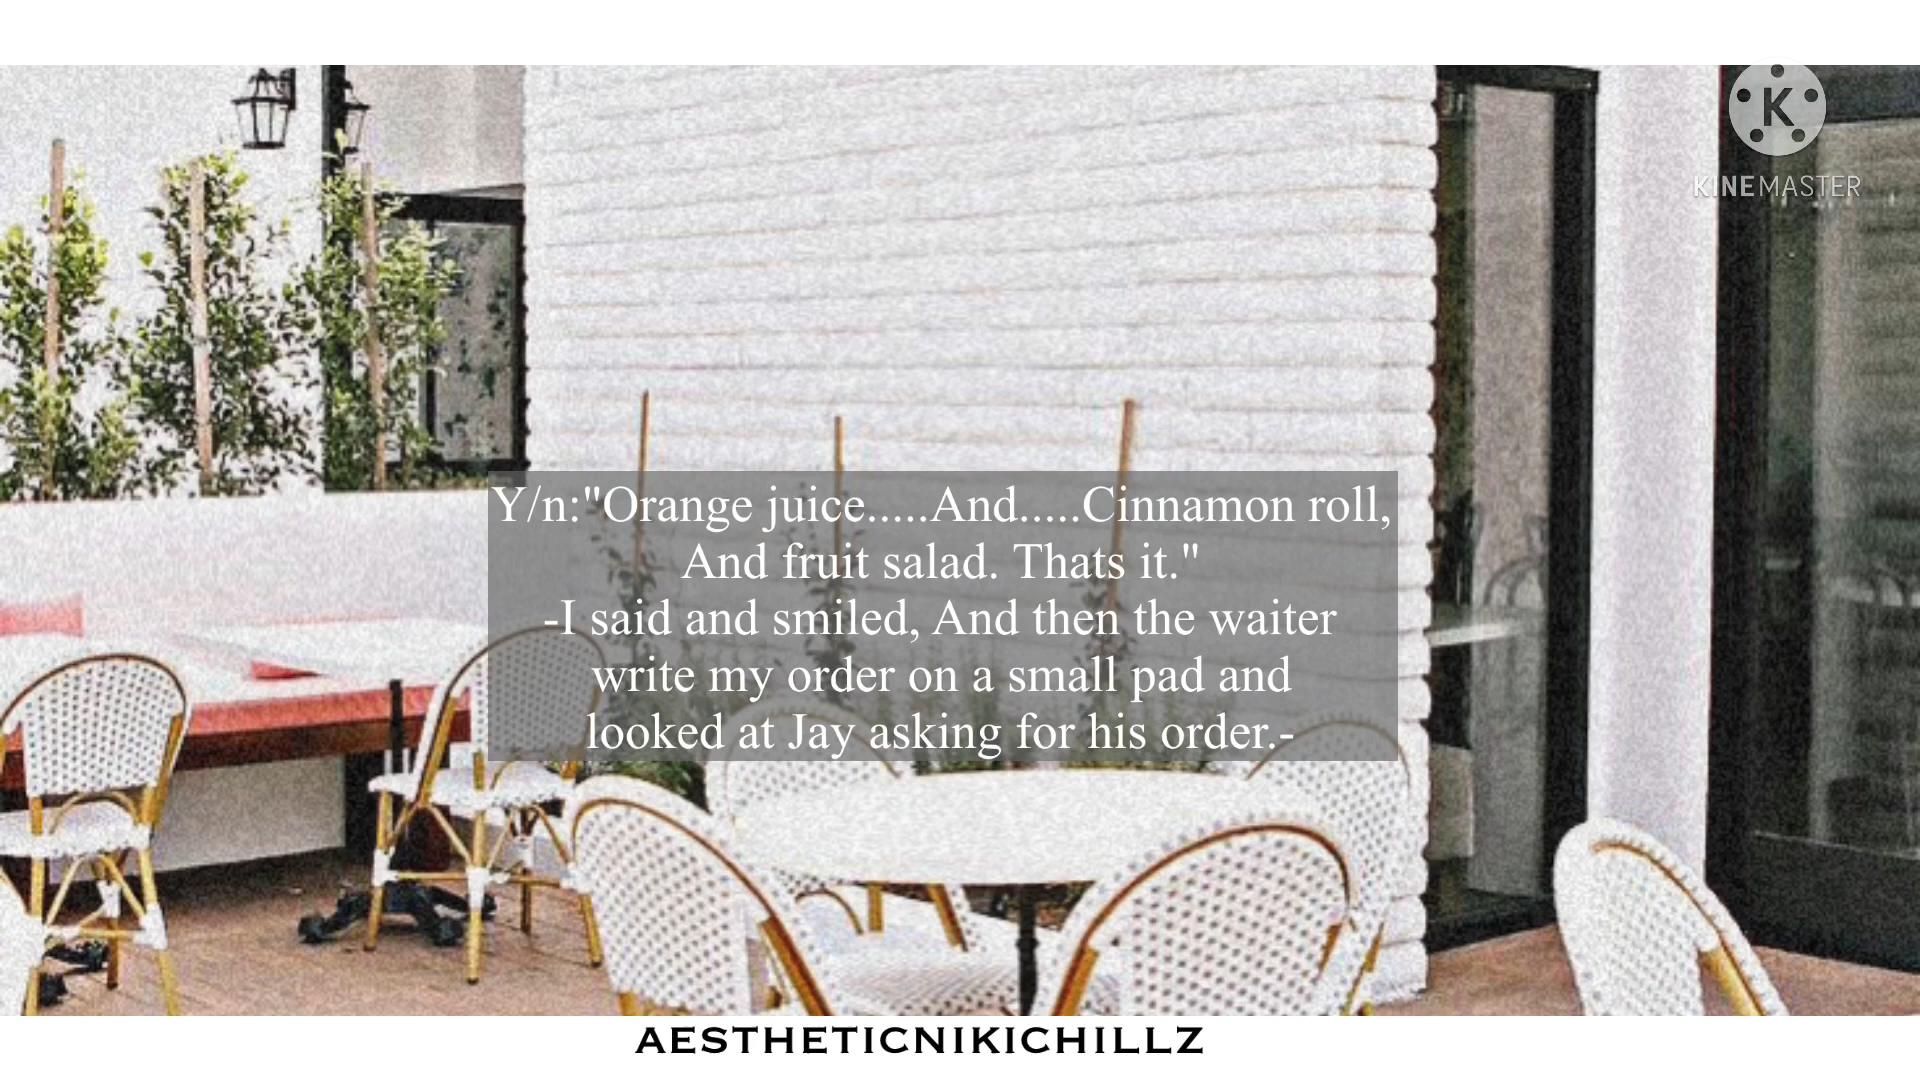 K
KINEMASTER
Y/n:"Orange juice.....And.....Cinnamon roll,
And fruit salad. Thats it."
-I said and smiled, And then the waiter
write my order on a small pad and
looked at Jay asking for his order.-
AESTHETICNIKICHILLZ